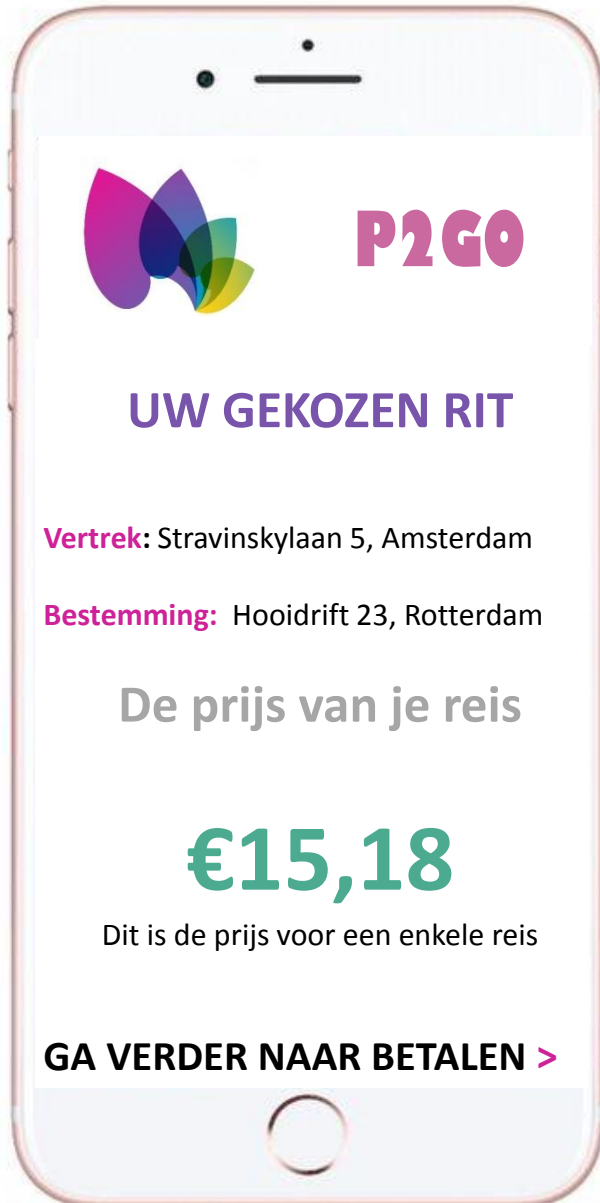 P2GO
UW GEKOZEN RIT
Vertrek: Stravinskylaan 5, Amsterdam
Bestemming: Hooidrift 23, Rotterdam
De prijs van je reis
€15,18
Dit is de prijs voor een enkele reis
GA VERDER NAAR BETALEN >